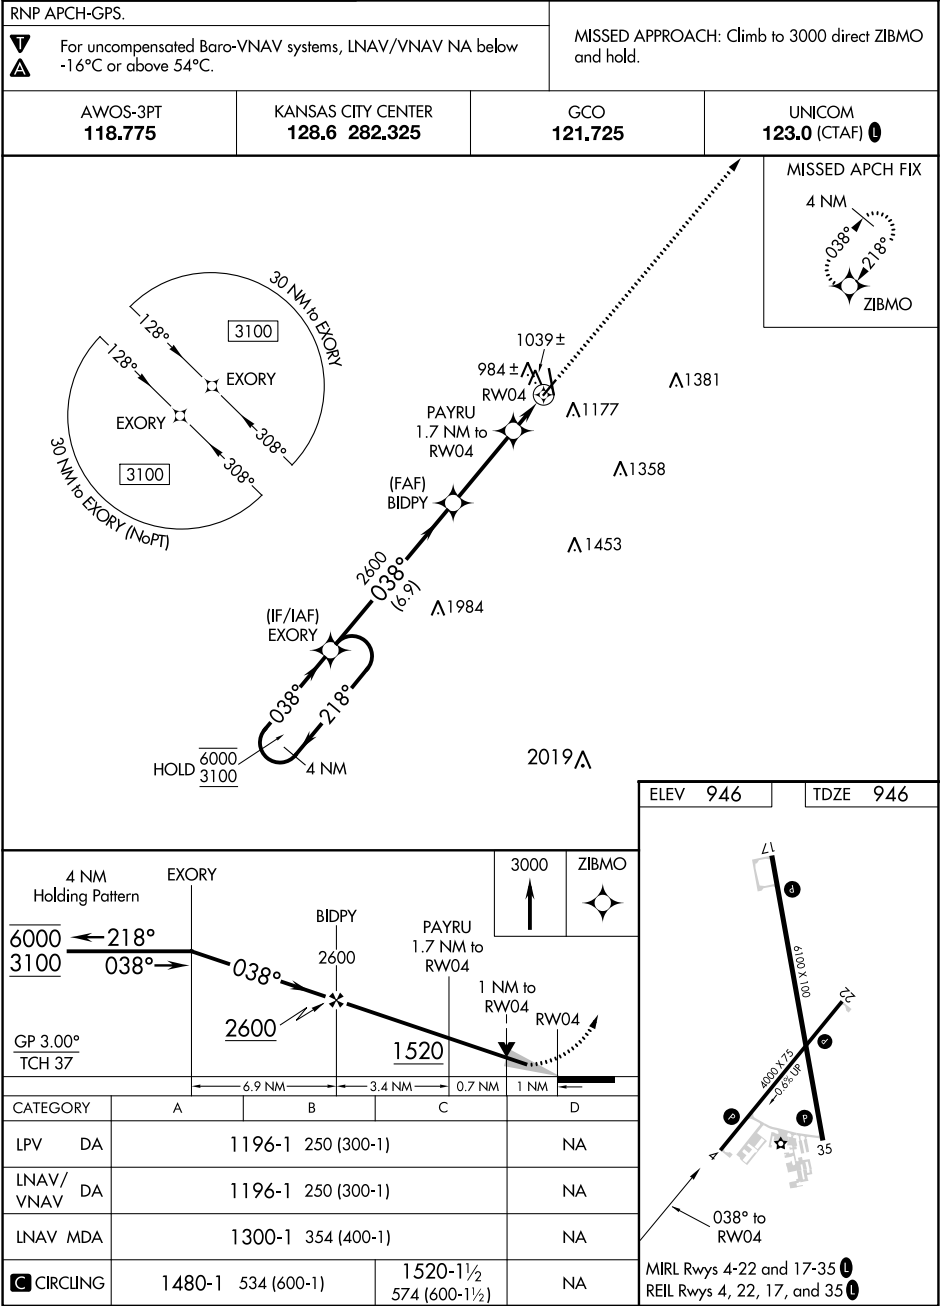 RNP APCH-GPS.
T
A
For uncompensated Baro-VNAV systems, LNAV/VNAV NA below
-16°C or above 54°C.
MISSED APPROACH: Climb to 3000 direct ZIBMO
and hold.
AWOS-3PT
118.775
KANSAS CITY CENTER
128.6 282.325
GCO
121.725
UNICOM
123.0 (CTAF) L
MISSED APCH FIX
4 NM
038°
218°
ZIBMO
30 NM to EXORY
3100
128°
EXORY
308°
128°
EXORY
308°
3100
30 NM to EXORY (NoPT)
1039±
984±
RW04
1381
1177
PAYRU
1.7 NM to
RW04
1358
(FAF)
BIDPY
1453
2600
038°
(6.9)
1984
(IF/IAF)
EXORY
038°
218°
HOLD 6000
3100
4 NM
2019
ELEV 946
TDZE 946
17
P
6100 X 100
22
P
4000 X 75
0.6% UP
P
P
4
35
038° to
RW04
MIRL Rwys 4-22 and 17-35 L
REIL Rwys 4, 22, 17, and 35 L
4 NM
Holding Pattern
EXORY
3000
ZIBMO
BIDPY
2600
PAYRU
1.7 NM to
RW04
6000
3100
218°
038°
038°
1 NM to
RW04
RW04
2600
1520
GP 3.00°
TCH 37
6.9 NM
3.4 NM
0.7 NM
1 NM
CATEGORY A B C D
LPV DA 1196-1 250 (300-1) NA
LNAV/
VNAV DA 1196-1 250 (300-1) NA
LNAV MDA 1300-1 354 (400-1) NA
C CIRCLING 1480-1 534 (600-1) 1520-1½
574 (600-1½) NA